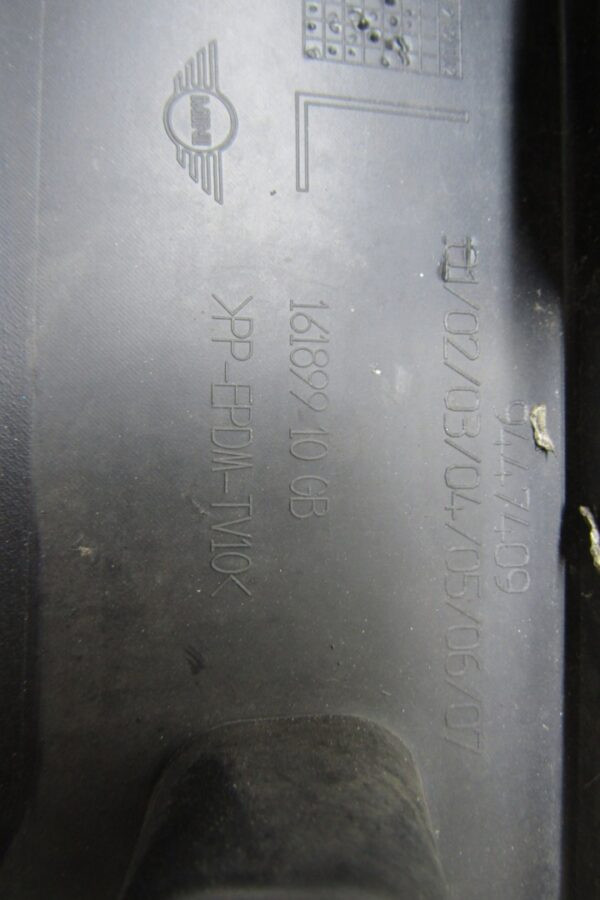 9447409
01/02/03/04/05/06/07
L
161899 10 GB
MINI
>PP-EPDM-TV10<